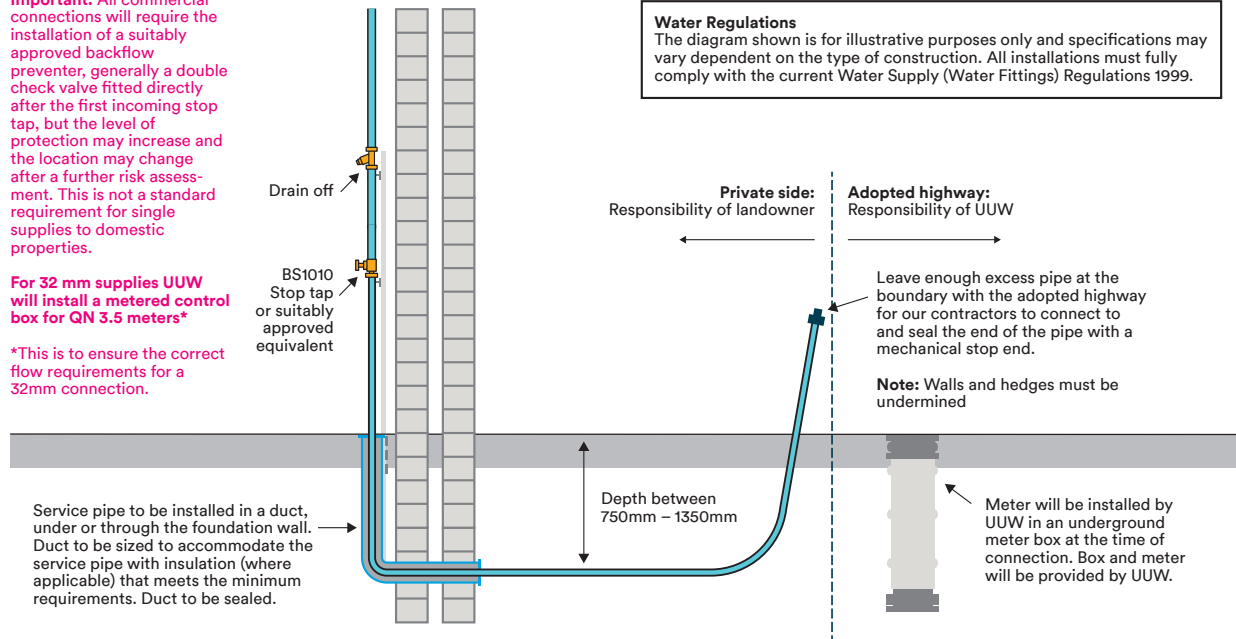 Important: All commercial
connections will require the
installation of a suitably
approved backflow
preventer, generally a double
check valve fitted directly
after the first incoming stop
tap, but the level of
protection may increase and
the location may change
after a further risk assess-
ment. This is not a standard
requirement for single
supplies to domestic
properties.
For 32 mm supplies UUW
will install a metered control
box for QN 3.5 meters*
*This is to ensure the correct
flow requirements for a
32mm connection.
Drain off
BS1010
Stop tap
or suitably
approved
equivalent
Water Regulations
The diagram shown is for illustrative purposes only and specifications may
vary dependent on the type of construction. All installations must fully
comply with the current Water Supply (Water Fittings) Regulations 1999.
Private side:
Responsibility of landowner
Adopted highway:
Responsibility of UUW
Leave enough excess pipe at the
boundary with the adopted highway
for our contractors to connect to
and seal the end of the pipe with a
mechanical stop end.
Note: Walls and hedges must be
undermined
Service pipe to be installed in a duct,
under or through the foundation wall.
Duct to be sized to accommodate the
service pipe with insulation (where
applicable) that meets the minimum
requirements. Duct to be sealed.
Depth between
750mm – 1350mm
Meter will be installed by
UUW in an underground
meter box at the time of
connection. Box and meter
will be provided by UUW.